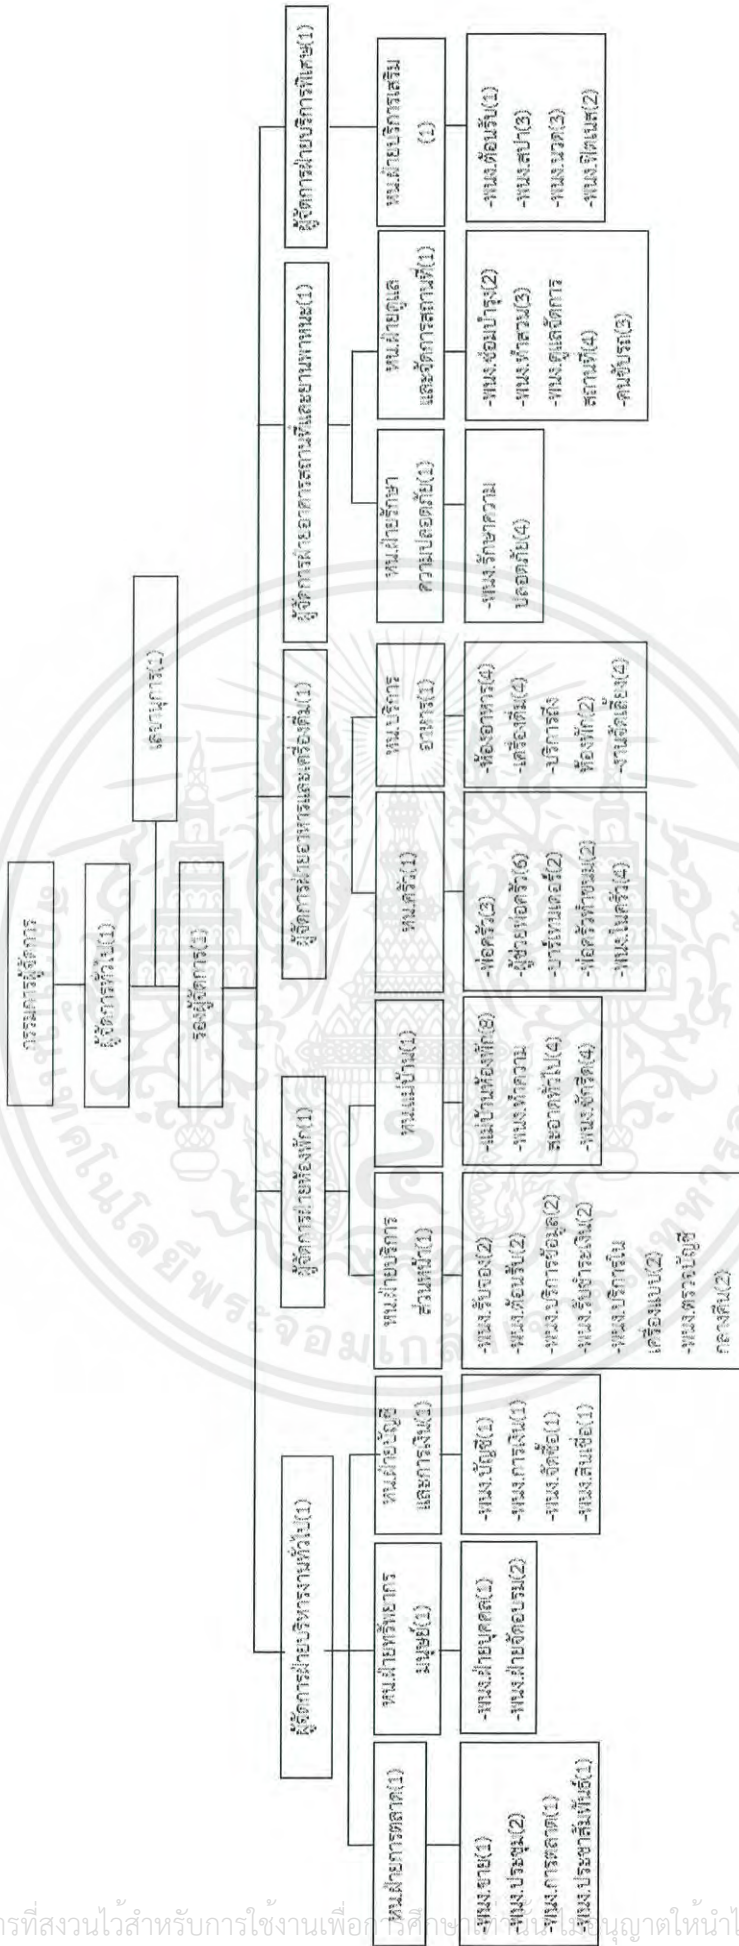 กรรมการผู้จัดการ
ผู้จัดการทั่วไป(1)
เลขานุการ(1)
รองผู้จัดการ(1)
ผู้จัดการฝ่ายบริหารงานทั่วไป(1)
หน.ฝ่ายการตลาด(1)
-พนง.ขาย(1)
-พนง.ประชุม(2)
-พนง.การตลาด(1)
-พนง.ประชาสัมพันธ์(1)
หน.ฝ่ายทรัพยากร
มนุษย์(1)
-พนง.ฝ่ายบุคคล(1)
-พนง.ฝ่ายจัดอบรม(2)
หน.ฝ่ายบัญชี
และการเงิน(1)
-พนง.บัญชี(1)
-พนง.การเงิน(1)
-พนง.จัดซื้อ(1)
-พนง.สินเชื่อ(1)
ผู้จัดการฝ่ายห้องพัก(1)
หน.ฝ่ายบริการ
ส่วนหน้า(1)
-พนง.รับจอง(2)
-พนง.ต้อนรับ(2)
-พนง.บริการข้อมูล(2)
-พนง.รับชำระเงิน(2)
-พนง.บริการใน
เครื่องแบบ(2)
-พนง.ตรวจบัญชี
กลางคืน(2)
หน.แม่บ้าน(1)
-แม่บ้านห้องพัก(8)
-พนง.ทำความ
สะอาดทั่วไป(4)
-พนง.ซักรีด(4)
ผู้จัดการฝ่ายอาหารและเครื่องดื่ม(1)
หน.ครัว(1)
-พ่อครัว(3)
-ผู้ช่วยพ่อครัว(6)
-บาร์เทนเดอร์(2)
-พ่อครัวทำขนม(2)
-พนง.ในครัว(4)
หน.บริการ
อาหาร(1)
-ห้องอาหาร(4)
-เครื่องดื่ม(4)
-บริการถึง
ห้องพัก(2)
-งานจัดเลี้ยง(4)
ผู้จัดการฝ่ายอาคารสถานที่และยานพาหนะ(1)
หน.ฝ่ายรักษา
ความปลอดภัย(1)
-พนง.รักษาความ
ปลอดภัย(4)
หน.ฝ่ายดูแล
และจัดการสถานที่(1)
-พนง.ซ่อมบำรุง(2)
-พนง.ทำสวน(3)
-พนง.ดูแลจัดการ
สถานที่(4)
-คนขับรถ(3)
ผู้จัดการฝ่ายบริการพิเศษ(1)
หน.ฝ่ายบริการเสริม
(1)
-พนง.ต้อนรับ(1)
-พนง.สปา(3)
-พนง.นวด(3)
-พนง.ฟิตเนส(2)